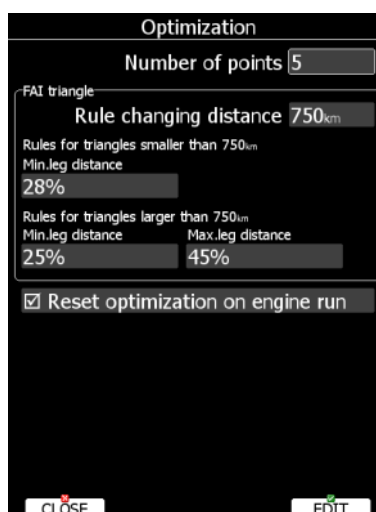 Optimization
Number of points 5
FAI triangle
Rule changing distance 750km
Rules for triangles smaller than 750km
Min.leg distance
28%
Rules for triangles larger than 750km
Min.leg distance Max.leg distance
25% 45%
Reset optimization on engine run
CLOSE EDIT